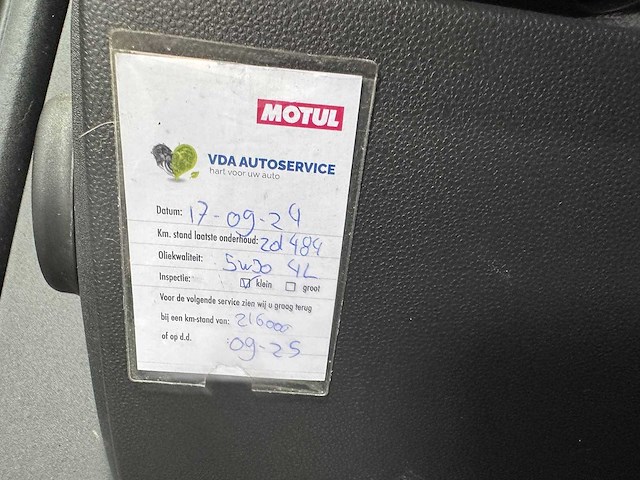 MOTUL
VDA AUTOSERVICE
hart voor uw auto
Datum: 17-09-24
Km. stand laatste onderhoud:
Oliekwaliteit: 5w30 4L
Inspectie: klein groot
Voor de volgende service zien wij u graag terug
bij een km-stand van: 216000
of op d.d. 09-25